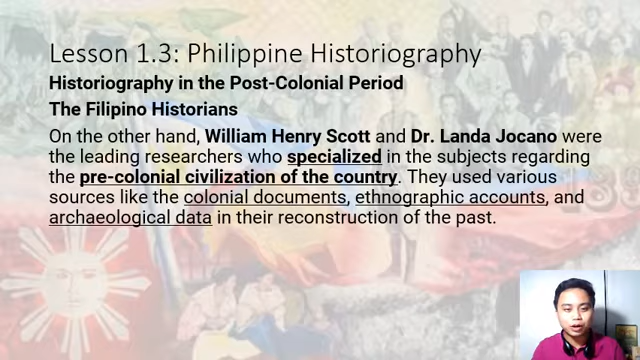 Lesson 1.3: Philippine Historiography
Historiography in the Post-Colonial Period
The Filipino Historians
On the other hand, William Henry Scott and Dr. Landa Jocano were
the leading researchers who specialized in the subjects regarding
the pre-colonial civilization of the country. They used various
sources like the colonial documents, ethnographic accounts, and
archaeological data in their reconstruction of the past.